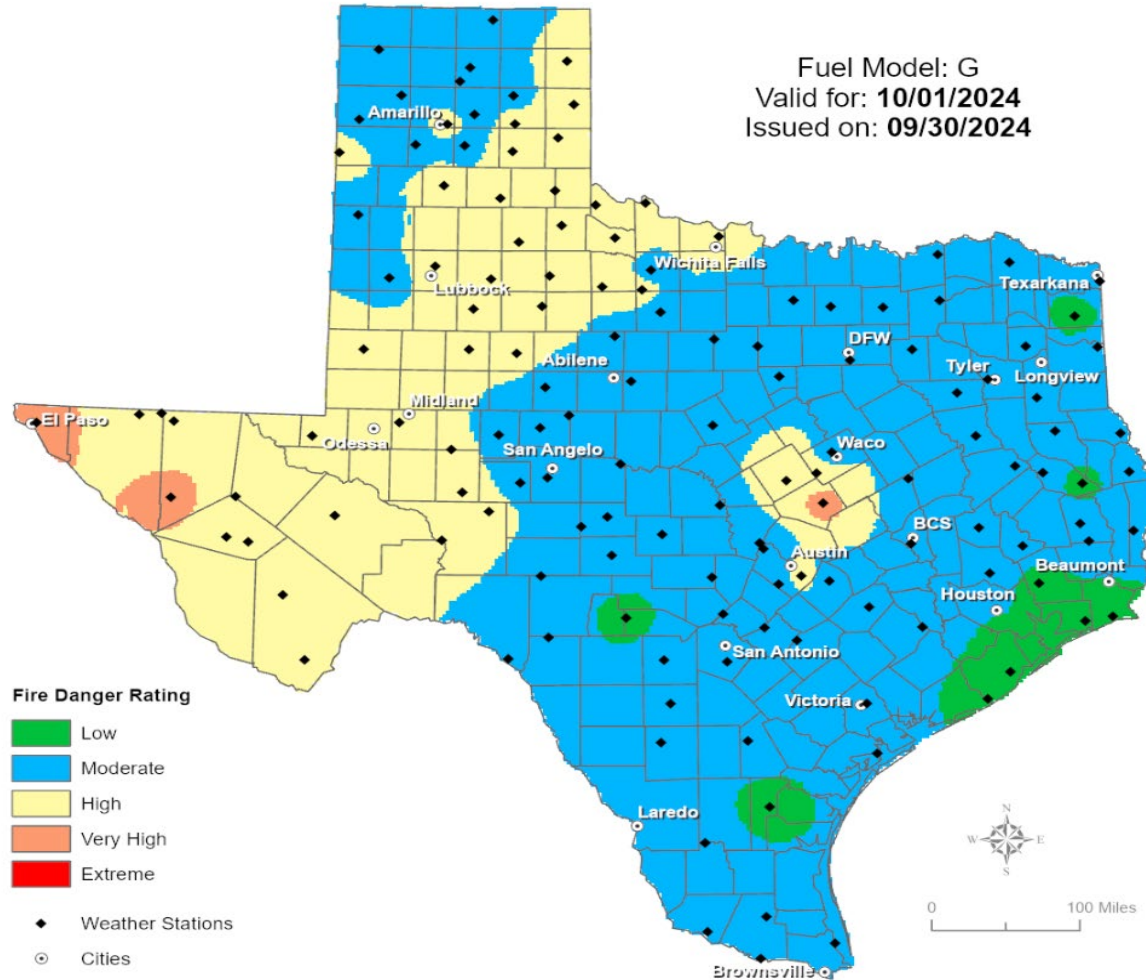 Fuel Model: G
Valid for: 10/01/2024
Issued on: 09/30/2024
Amarillo
Wichita Falls
Lubbock
Texarkana
DFW
Abilene
Tyler
Longview
Midland
El Paso
Odessa
Waco
San Angelo
BCS
Austin
Beaumont
Houston
San Antonio
Victoria
Laredo
Brownsville
Fire Danger Rating
Low
Moderate
High
Very High
Extreme
Weather Stations
Cities
N
W E
S
0 100 Miles